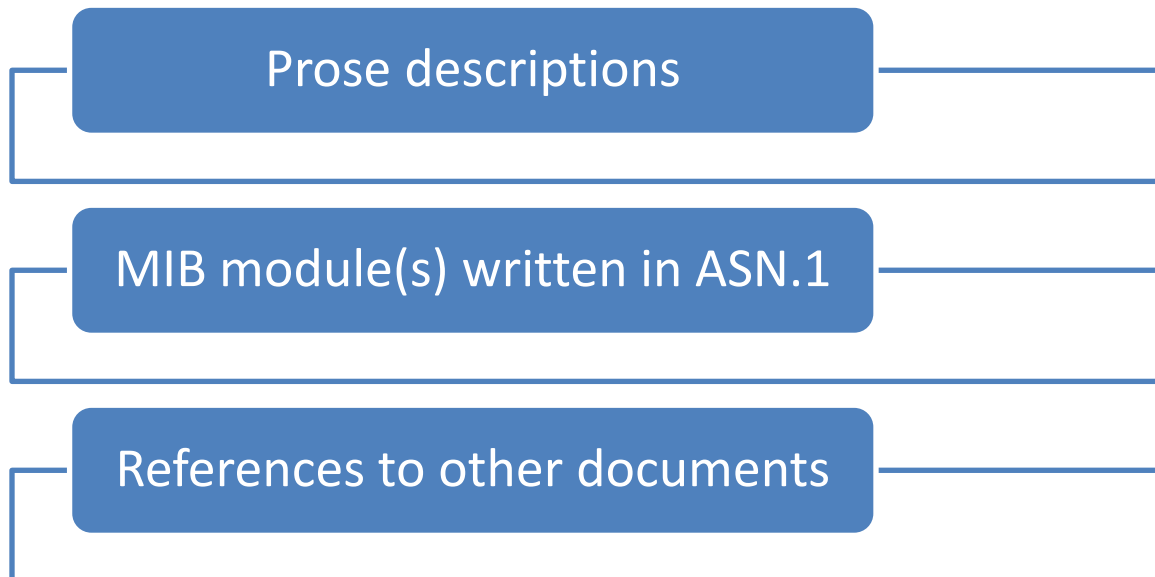 Prose descriptions
MIB module(s) written in ASN.1
References to other documents